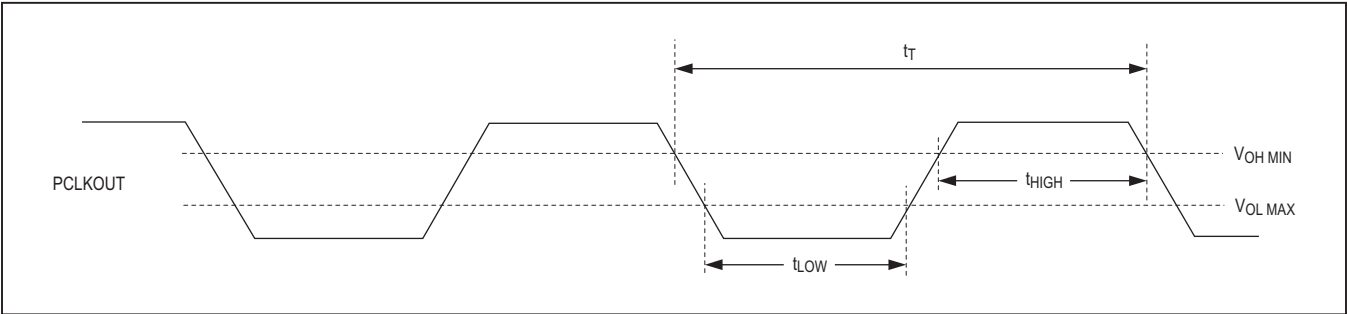 tT
VOH MIN
PCLKOUT
tHIGH
VOL MAX
tLOW